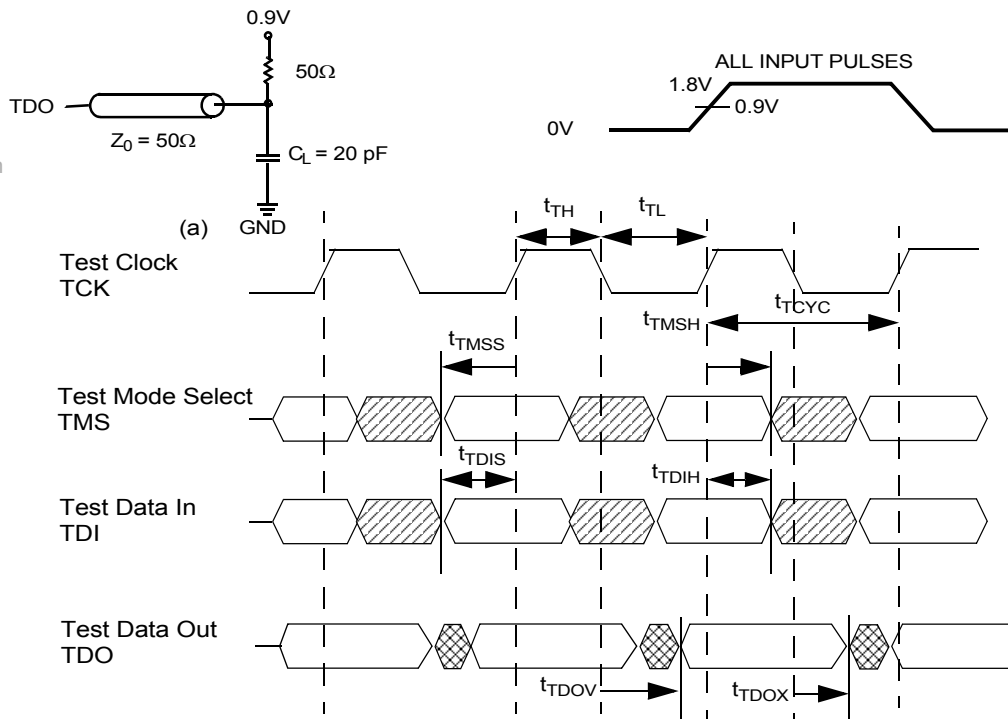 0.9V
50Ω
TDO
Z0 = 50Ω
CL = 20 pF
(a)
GND
ALL INPUT PULSES
1.8V
0.9V
0V
tTH
tTL
Test Clock
TCK
tTCYC
tTMSH
tTMSS
Test Mode Select
TMS
tTDIS
tTDIH
Test Data In
TDI
Test Data Out
TDO
tTDOV
tTDOX